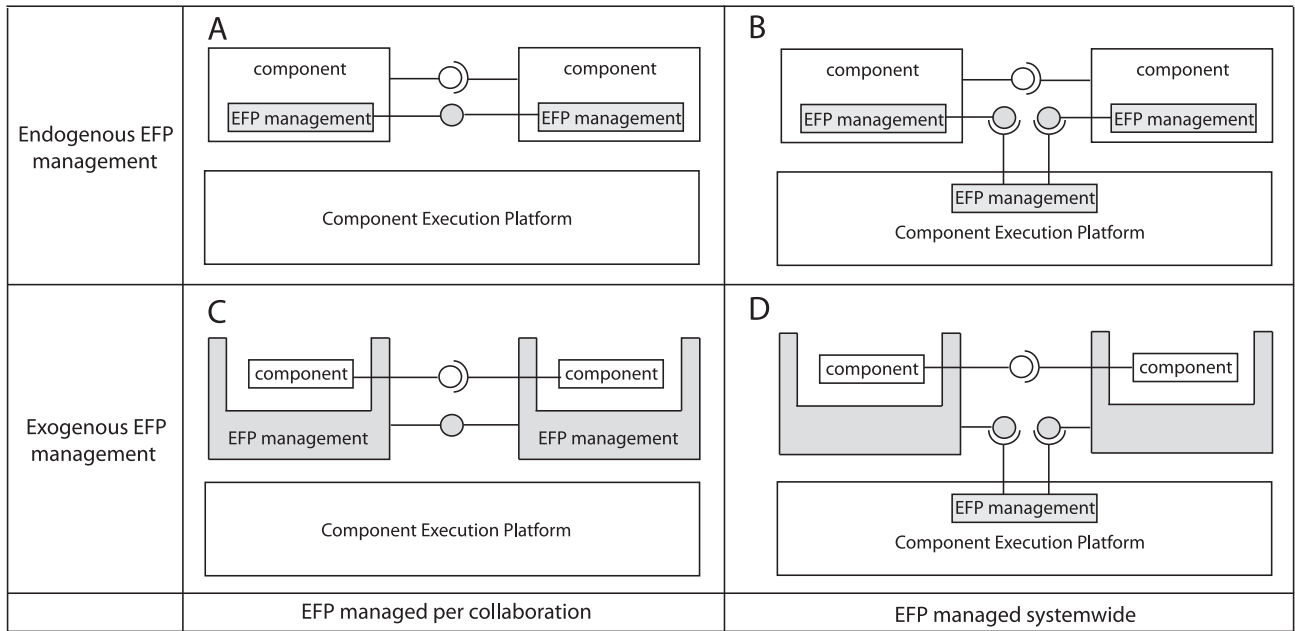 A
component
component
EFP management
EFP management
Component Execution Platform
B
component
component
EFP management
EFP management
EFP management
Component Execution Platform
Endogenous EFP
management
C
component
component
EFP management
EFP management
Component Execution Platform
D
component
component
EFP management
Component Execution Platform
Exogenous EFP
management
EFP managed per collaboration
EFP managed systemwide